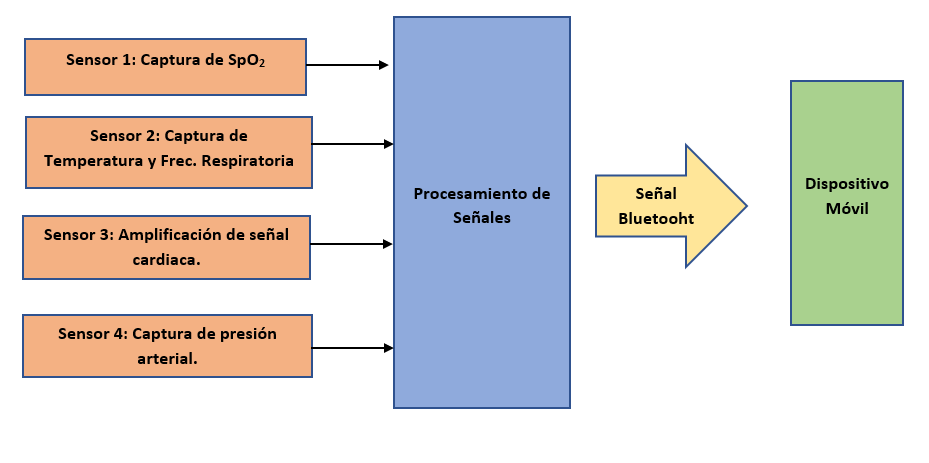 Sensor 1: Captura de SpO₂
Sensor 2: Captura de
Temperatura y Frec. Respiratoria
Sensor 3: Amplificación de señal
cardiaca.
Sensor 4: Captura de presión
arterial.
Procesamiento de
Señales
Señal
Bluetooht
Dispositivo
Móvil